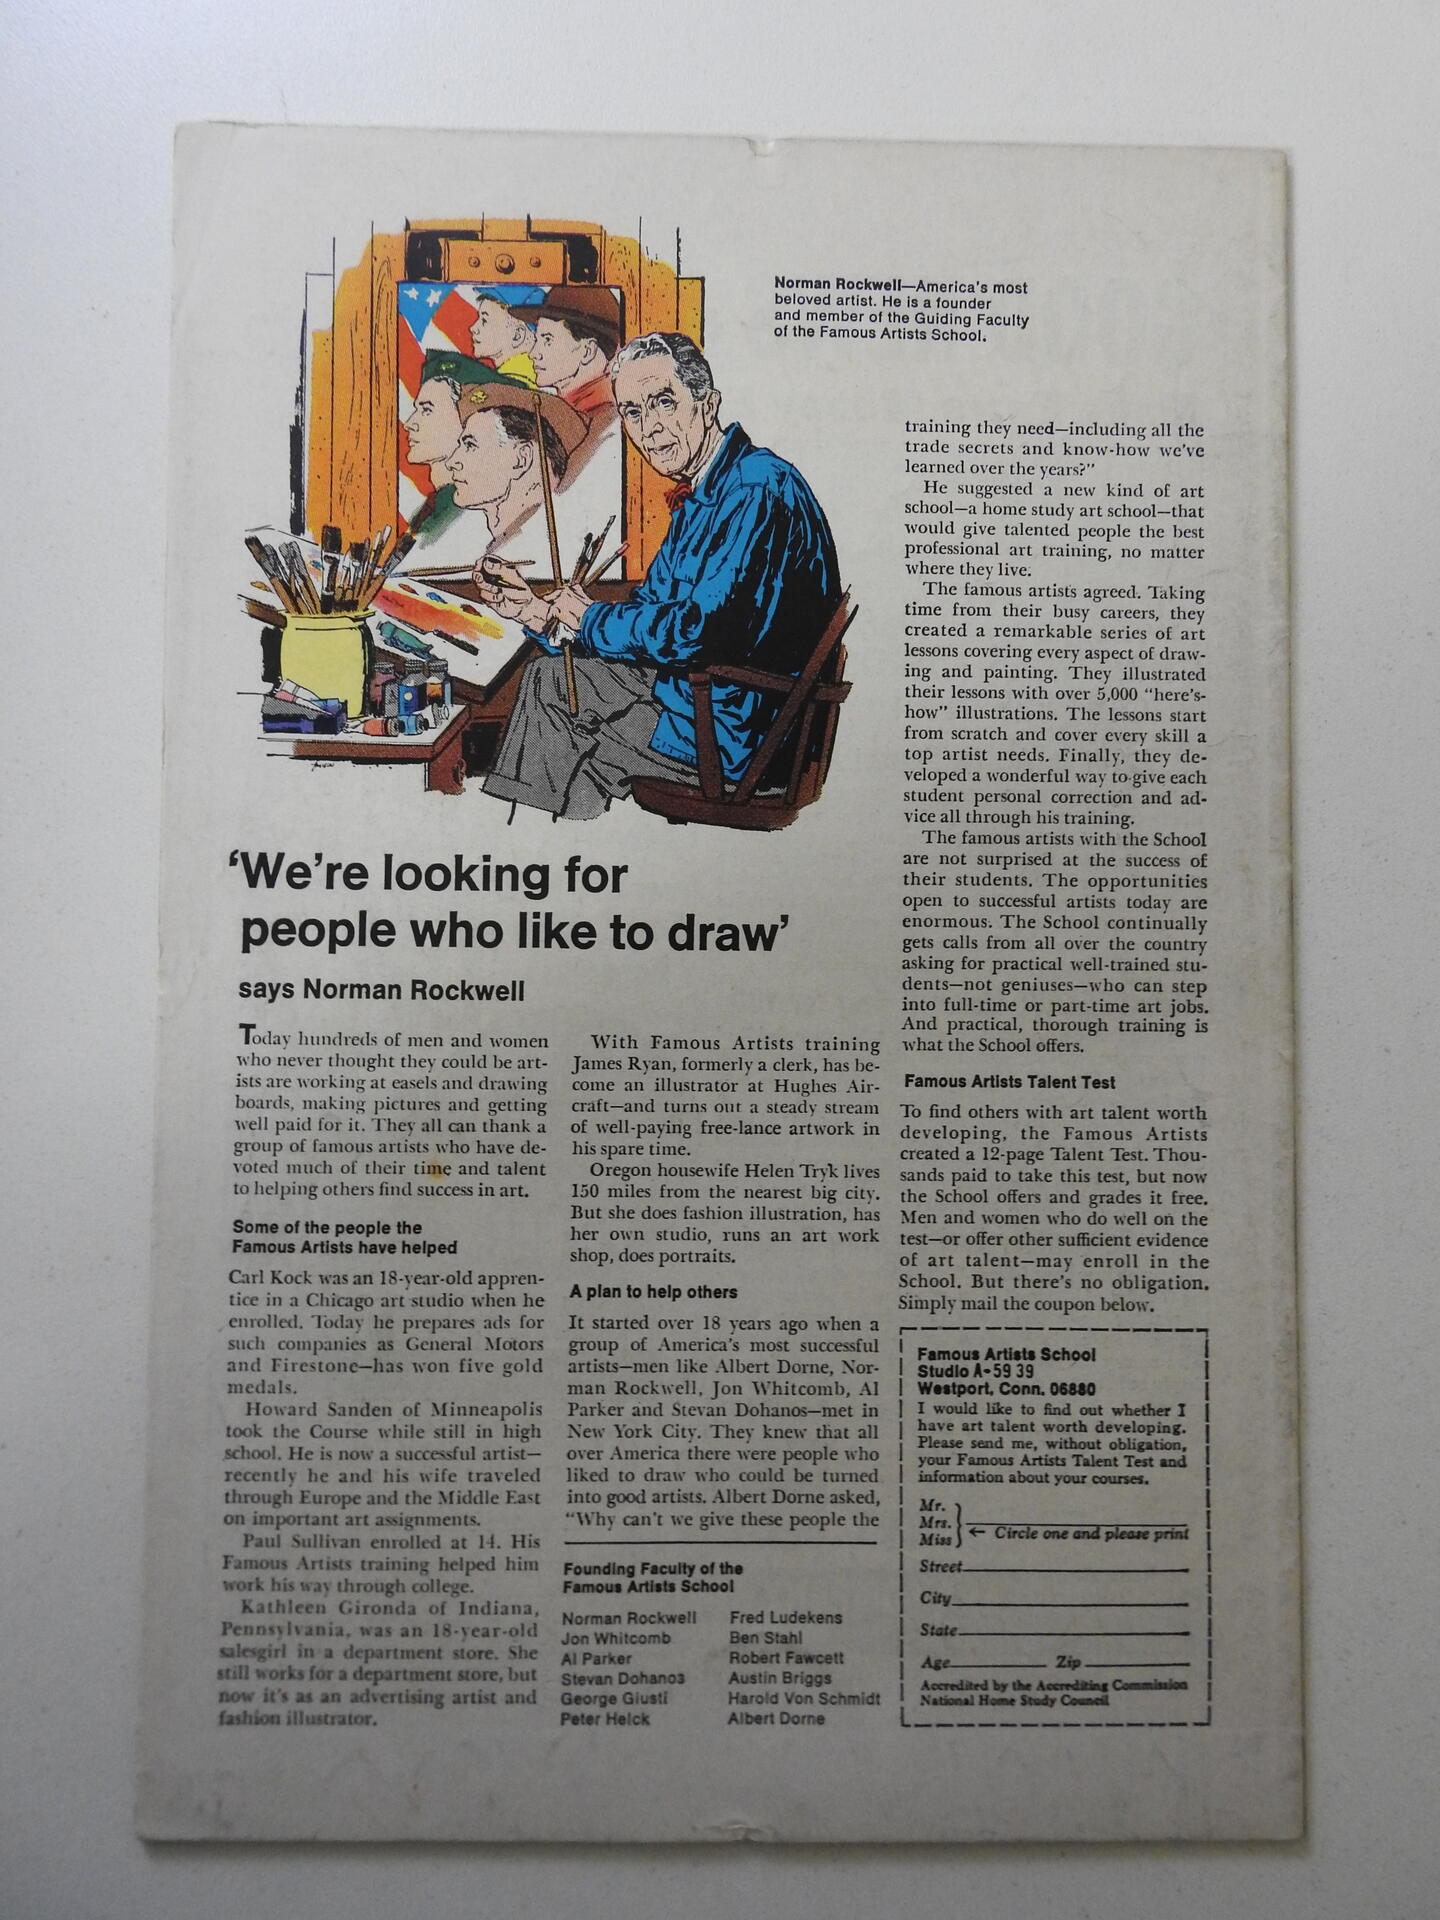 Norman Rockwell—America's most
beloved artist. He is a founder
and member of the Guiding Faculty
of the Famous Artists School.
'We're looking for
people who like to draw'
says Norman Rockwell
Today hundreds of men and women
who never thought they could be art-
ists are working at easels and drawing
boards, making pictures and getting
well paid for it. They all can thank a
group of famous artists who have de-
voted much of their time and talent
to helping others find success in art.
Some of the people the
Famous Artists have helped
Carl Kock was an 18-year-old appren-
tice in a Chicago art studio when he
enrolled. Today he prepares ads for
such companies as General Motors
and Firestone—has won five gold
medals.
Howard Sanden of Minneapolis
took the Course while still in high
school. He is now a successful artist—
recently he and his wife traveled
through Europe and the Middle East
on important art assignments.
Paul Sullivan enrolled at 14. His
Famous Artists training helped him
work his way through college.
Kathleen Gironda of Indiana,
Pennsylvania, was an 18-year-old
salesgirl in a department store. She
still works for a department store, but
now it's as an advertising artist and
fashion illustrator.
With Famous Artists training
James Ryan, formerly a clerk, has be-
come an illustrator at Hughes Air-
craft—and turns out a steady stream
of well-paying free-lance artwork in
his spare time.
Oregon housewife Helen Tryk lives
150 miles from the nearest big city.
But she does fashion illustration, has
her own studio, runs an art work
shop, does portraits.
A plan to help others
It started over 18 years ago when a
group of America's most successful
artists—men like Albert Dorne, Nor-
man Rockwell, Jon Whitcomb, Al
Parker and Stevan Dohanos—met in
New York City. They knew that all
over America there were people who
liked to draw who could be turned
into good artists. Albert Dorne asked,
"Why can't we give these people the
training they need—including all the
trade secrets and know-how we've
learned over the years?"
He suggested a new kind of art
school—a home study art school—that
would give talented people the best
professional art training, no matter
where they live.
The famous artists agreed. Taking
time from their busy careers, they
created a remarkable series of art
lessons covering every aspect of draw-
ing and painting. They illustrated
their lessons with over 5,000 "here's-
how" illustrations. The lessons start
from scratch and cover every skill a
top artist needs. Finally, they de-
veloped a wonderful way to give each
student personal correction and ad-
vice all through his training.
The famous artists with the School
are not surprised at the success of
their students. The opportunities
open to successful artists today are
enormous. The School continually
gets calls from all over the country
asking for practical well-trained stu-
dents—not geniuses—who can step
into full-time or part-time art jobs.
And practical, thorough training is
what the School offers.
Famous Artists Talent Test
To find others with art talent worth
developing, the Famous Artists
created a 12-page Talent Test. Thou-
sands paid to take this test, but now
the School offers and grades it free.
Men and women who do well on the
test—or offer other sufficient evidence
of art talent—may enroll in the
School. But there's no obligation.
Simply mail the coupon below.
Founding Faculty of the
Famous Artists School
Norman Rockwell
Jon Whitcomb
Al Parker
Stevan Dohanos
George Giusti
Peter Helck
Fred Ludekens
Ben Stahl
Robert Fawcett
Austin Briggs
Harold Von Schmidt
Albert Dorne
Famous Artists School
Studio A-59 39
Westport, Conn. 06880
I would like to find out whether I
have art talent worth developing.
Please send me, without obligation,
your Famous Artists Talent Test and
information about your courses.
Mr.
Mrs.
Miss
← Circle one and please print
Street
City
State
Age Zip
Accredited by the Accrediting Commission
National Home Study Council